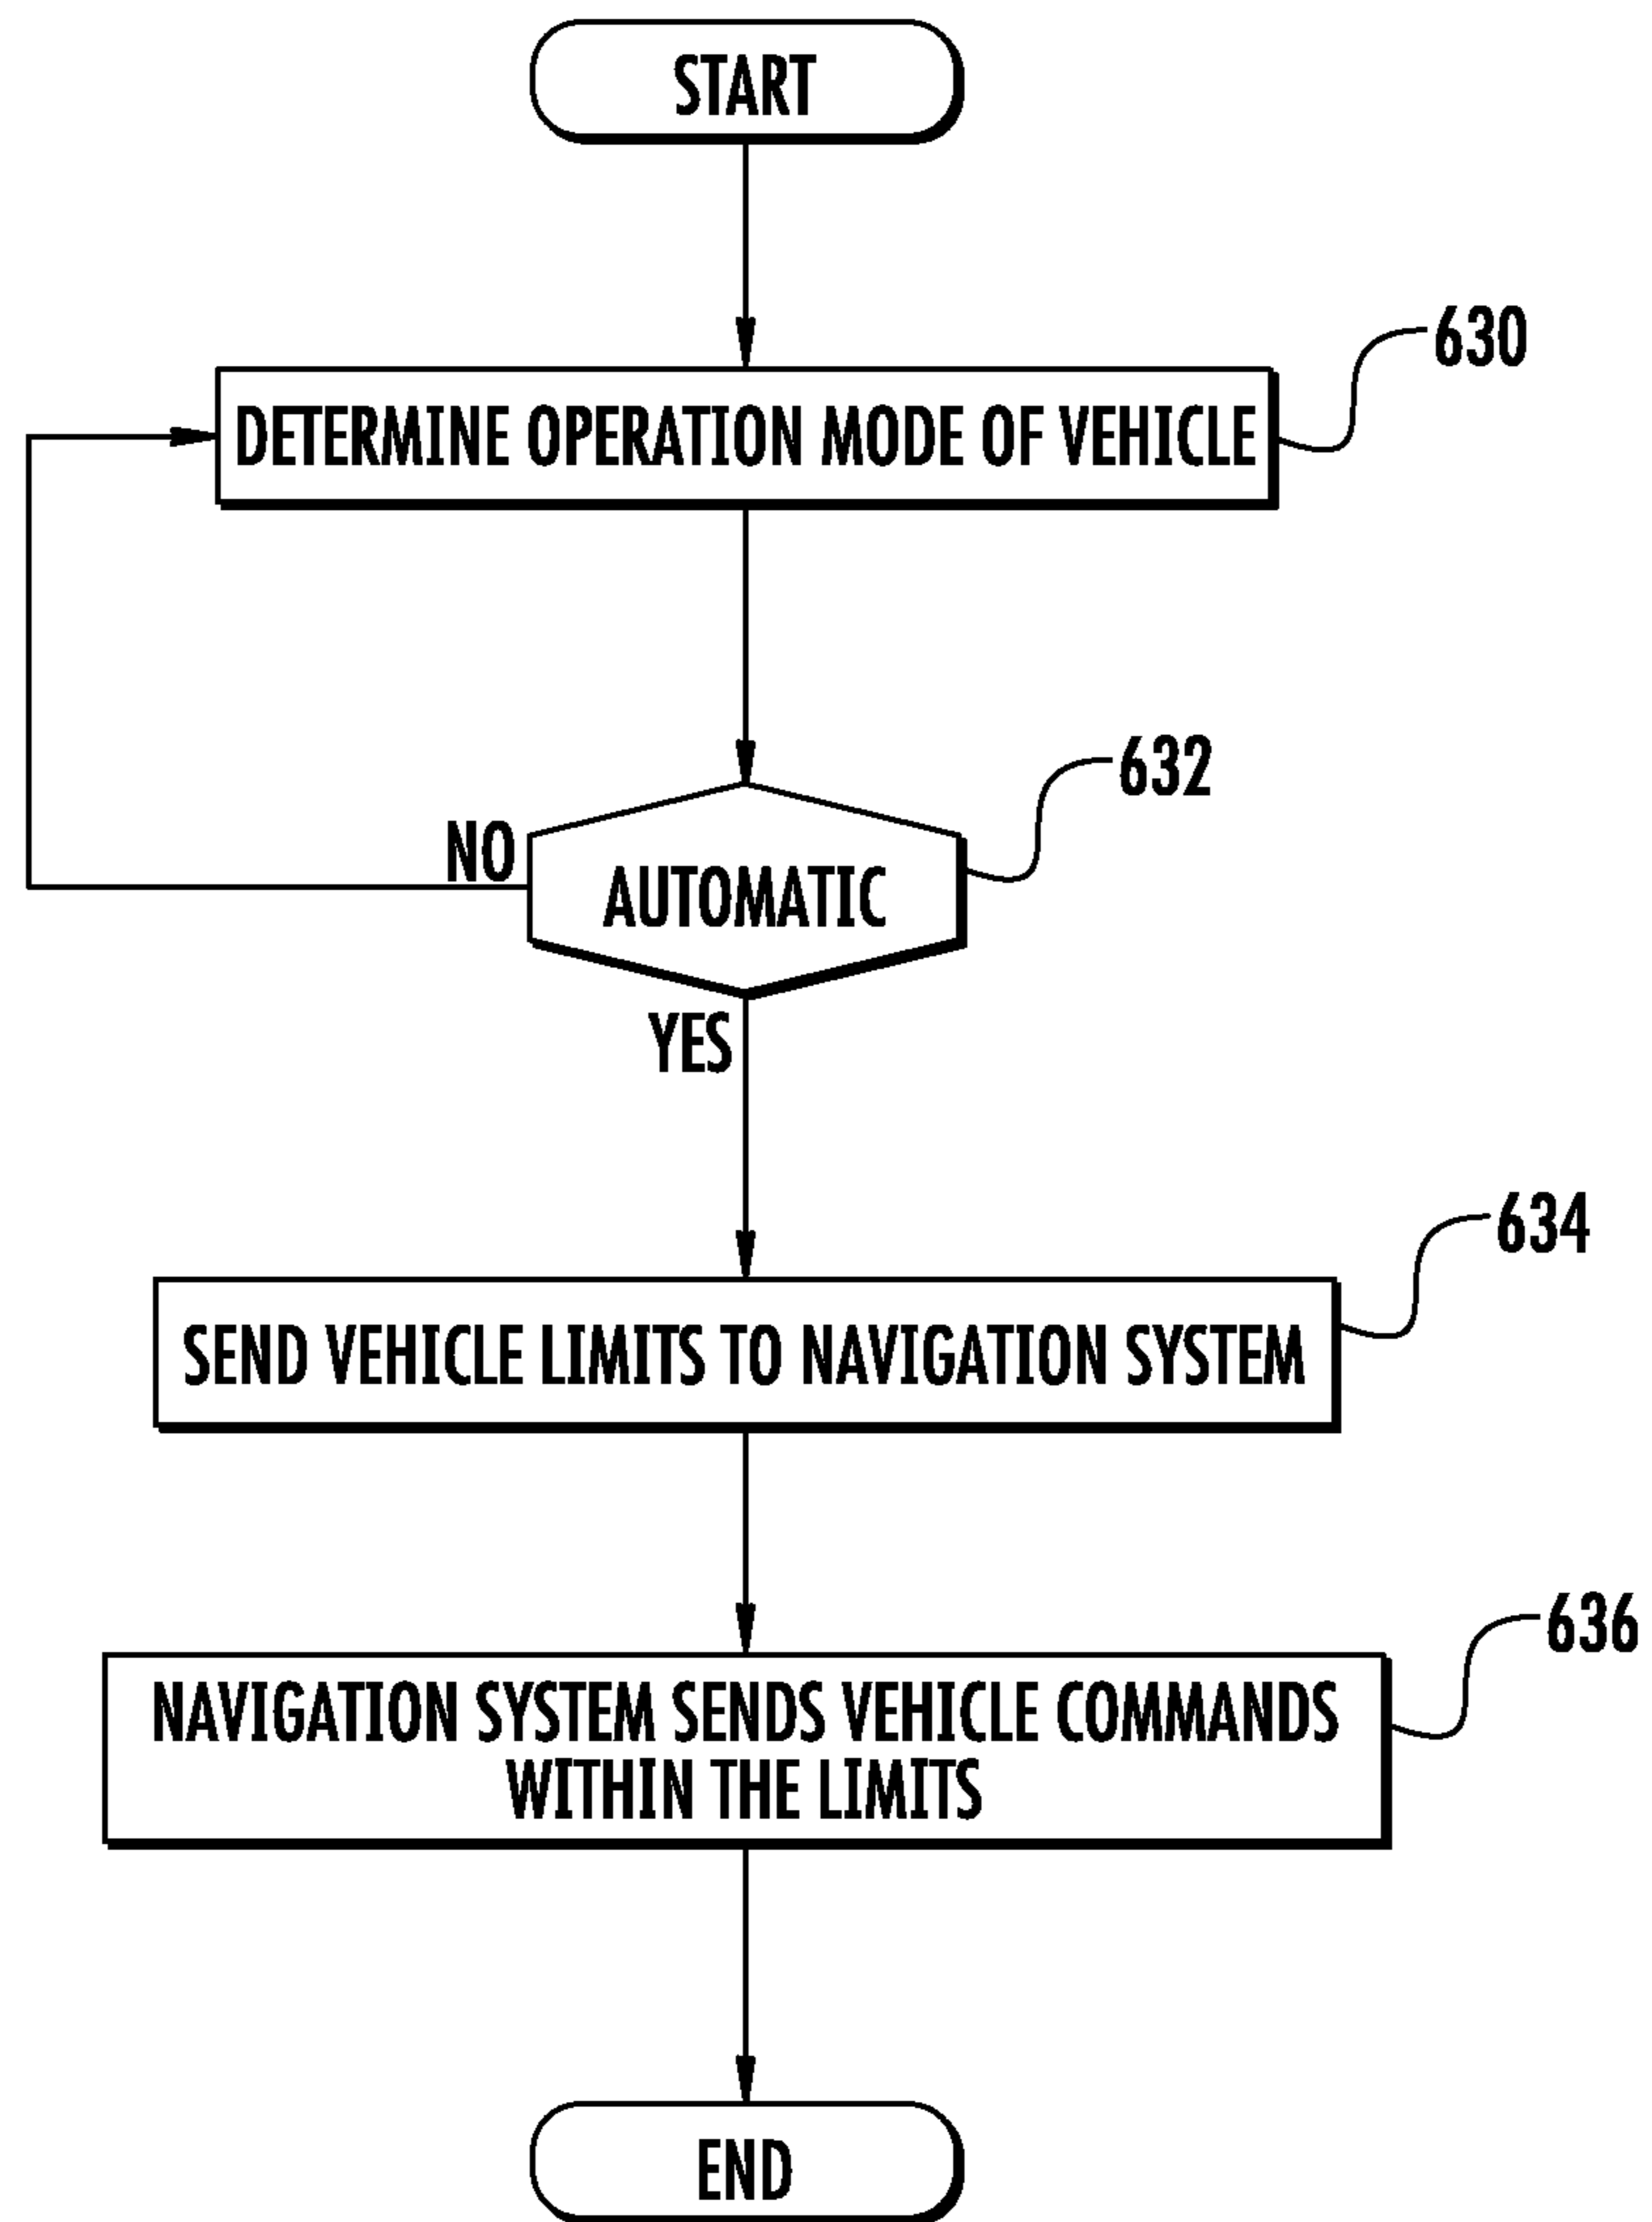 START
630
DETERMINE OPERATION MODE OF VEHICLE
632
NO
AUTOMATIC
YES
634
SEND VEHICLE LIMITS TO NAVIGATION SYSTEM
636
NAVIGATION SYSTEM SENDS VEHICLE COMMANDS
WITHIN THE LIMITS
END